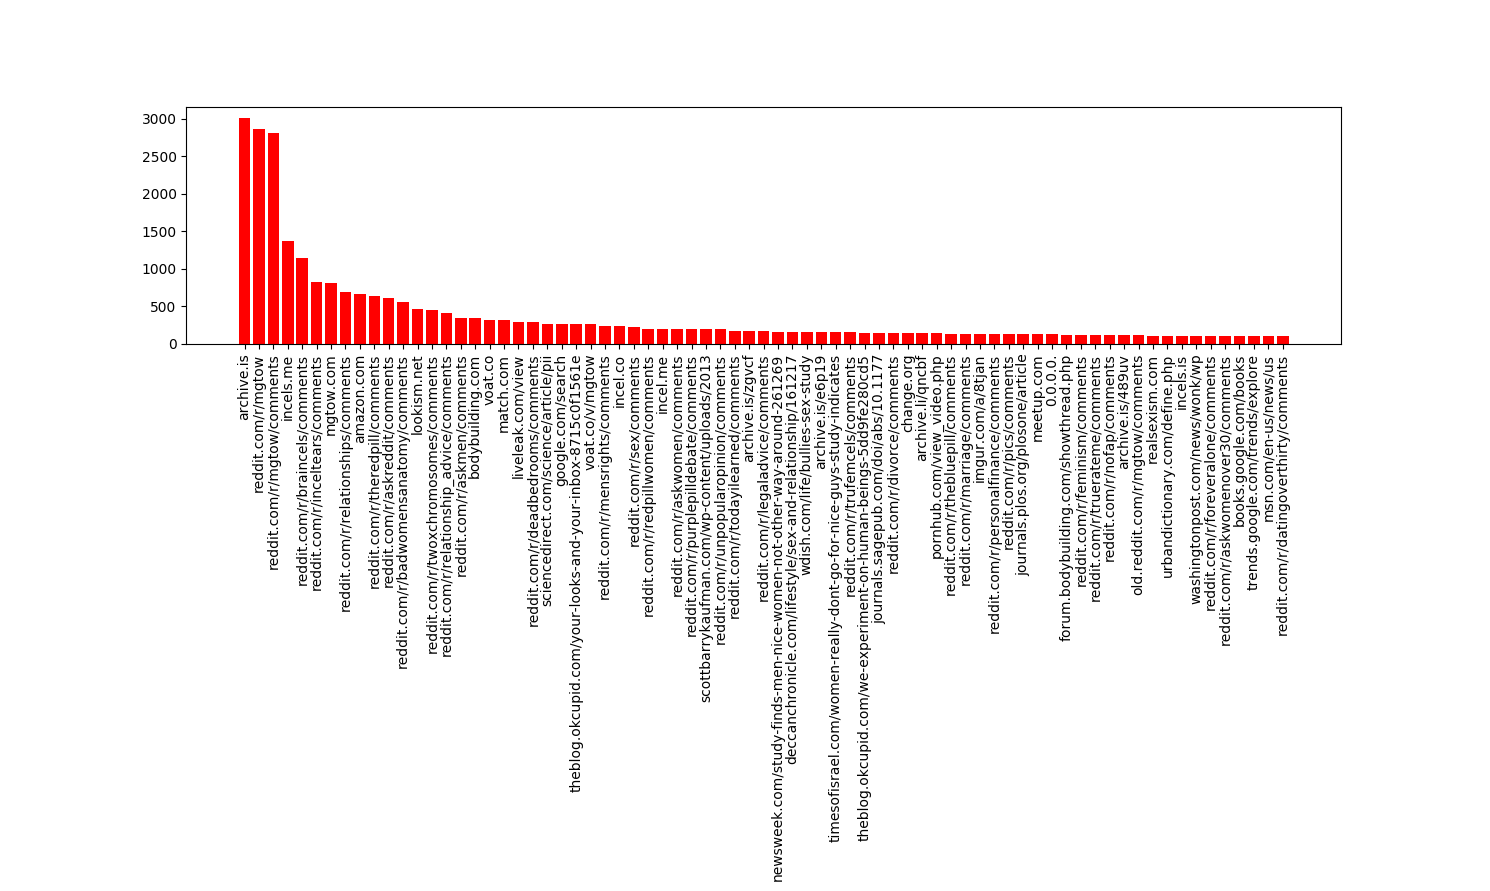 3000
2500
2000
1500
1000
500
0
archive.is
reddit.com/r/mgtow
reddit.com/r/mgtow/comments
incels.me
reddit.com/r/braincels/comments
reddit.com/r/inceltears/comments
mgtow.com
reddit.com/r/relationships/comments
amazon.com
reddit.com/r/theredpill/comments
reddit.com/r/askreddit/comments
reddit.com/r/badwomensanatomy/comments
lookism.net
reddit.com/r/twoxchromosomes/comments
reddit.com/r/relationship_advice/comments
reddit.com/r/askmen/comments
bodybuilding.com
voat.co
match.com
liveleak.com/view
reddit.com/r/deadbedrooms/comments
sciencedirect.com/science/article/pii
google.com/search
theblog.okcupid.com/your-looks-and-your-inbox-8715c0f1561e
voat.co/v/mgtow
reddit.com/r/mensrights/comments
incel.co
reddit.com/r/sex/comments
reddit.com/r/redpillwomen/comments
incel.me
reddit.com/r/askwomen/comments
reddit.com/r/purplepilldebate/comments
scottbarrykaufman.com/wp-content/uploads/2013
reddit.com/r/unpopularopinion/comments
reddit.com/r/todayilearned/comments
archive.is/zgvcf
reddit.com/r/legaladvice/comments
newsweek.com/study-finds-men-nice-women-not-other-way-around-261269
deccanchronicle.com/lifestyle/sex-and-relationship/161217
wdish.com/life/bullies-sex-study
archive.is/e6p19
timesofisrael.com/women-really-dont-go-for-nice-guys-study-indicates
reddit.com/r/trufemcels/comments
theblog.okcupid.com/we-experiment-on-human-beings-5dd9fe280cd5
journals.sagepub.com/doi/abs/10.1177
reddit.com/r/divorce/comments
change.org
archive.li/qncbf
pornhub.com/view_video.php
reddit.com/r/thebluepill/comments
reddit.com/r/marriage/comments
imgur.com/a/8tjan
reddit.com/r/personalfinance/comments
reddit.com/r/pics/comments
journals.plos.org/plosone/article
meetup.com
0.0.0.0.
forum.bodybuilding.com/showthread.php
reddit.com/r/feminism/comments
reddit.com/r/truerateme/comments
reddit.com/r/nofap/comments
archive.is/489uv
old.reddit.com/r/mgtow/comments
realsexism.com
urbandictionary.com/define.php
incels.is
washingtonpost.com/news/wonk/wp
reddit.com/r/foreveralone/comments
reddit.com/r/askwomenover30/comments
books.google.com/books
trends.google.com/trends/explore
msn.com/en-us/news/us
reddit.com/r/datingoverthirty/comments